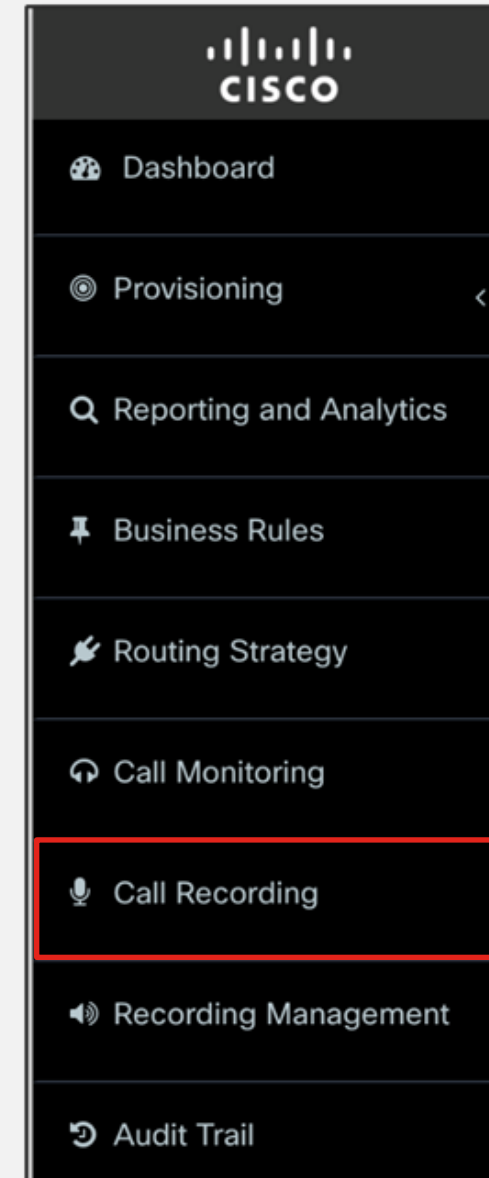 CISCO
Dashboard
Provisioning
Reporting and Analytics
Business Rules
Routing Strategy
Call Monitoring
Call Recording
Recording Management
Audit Trail